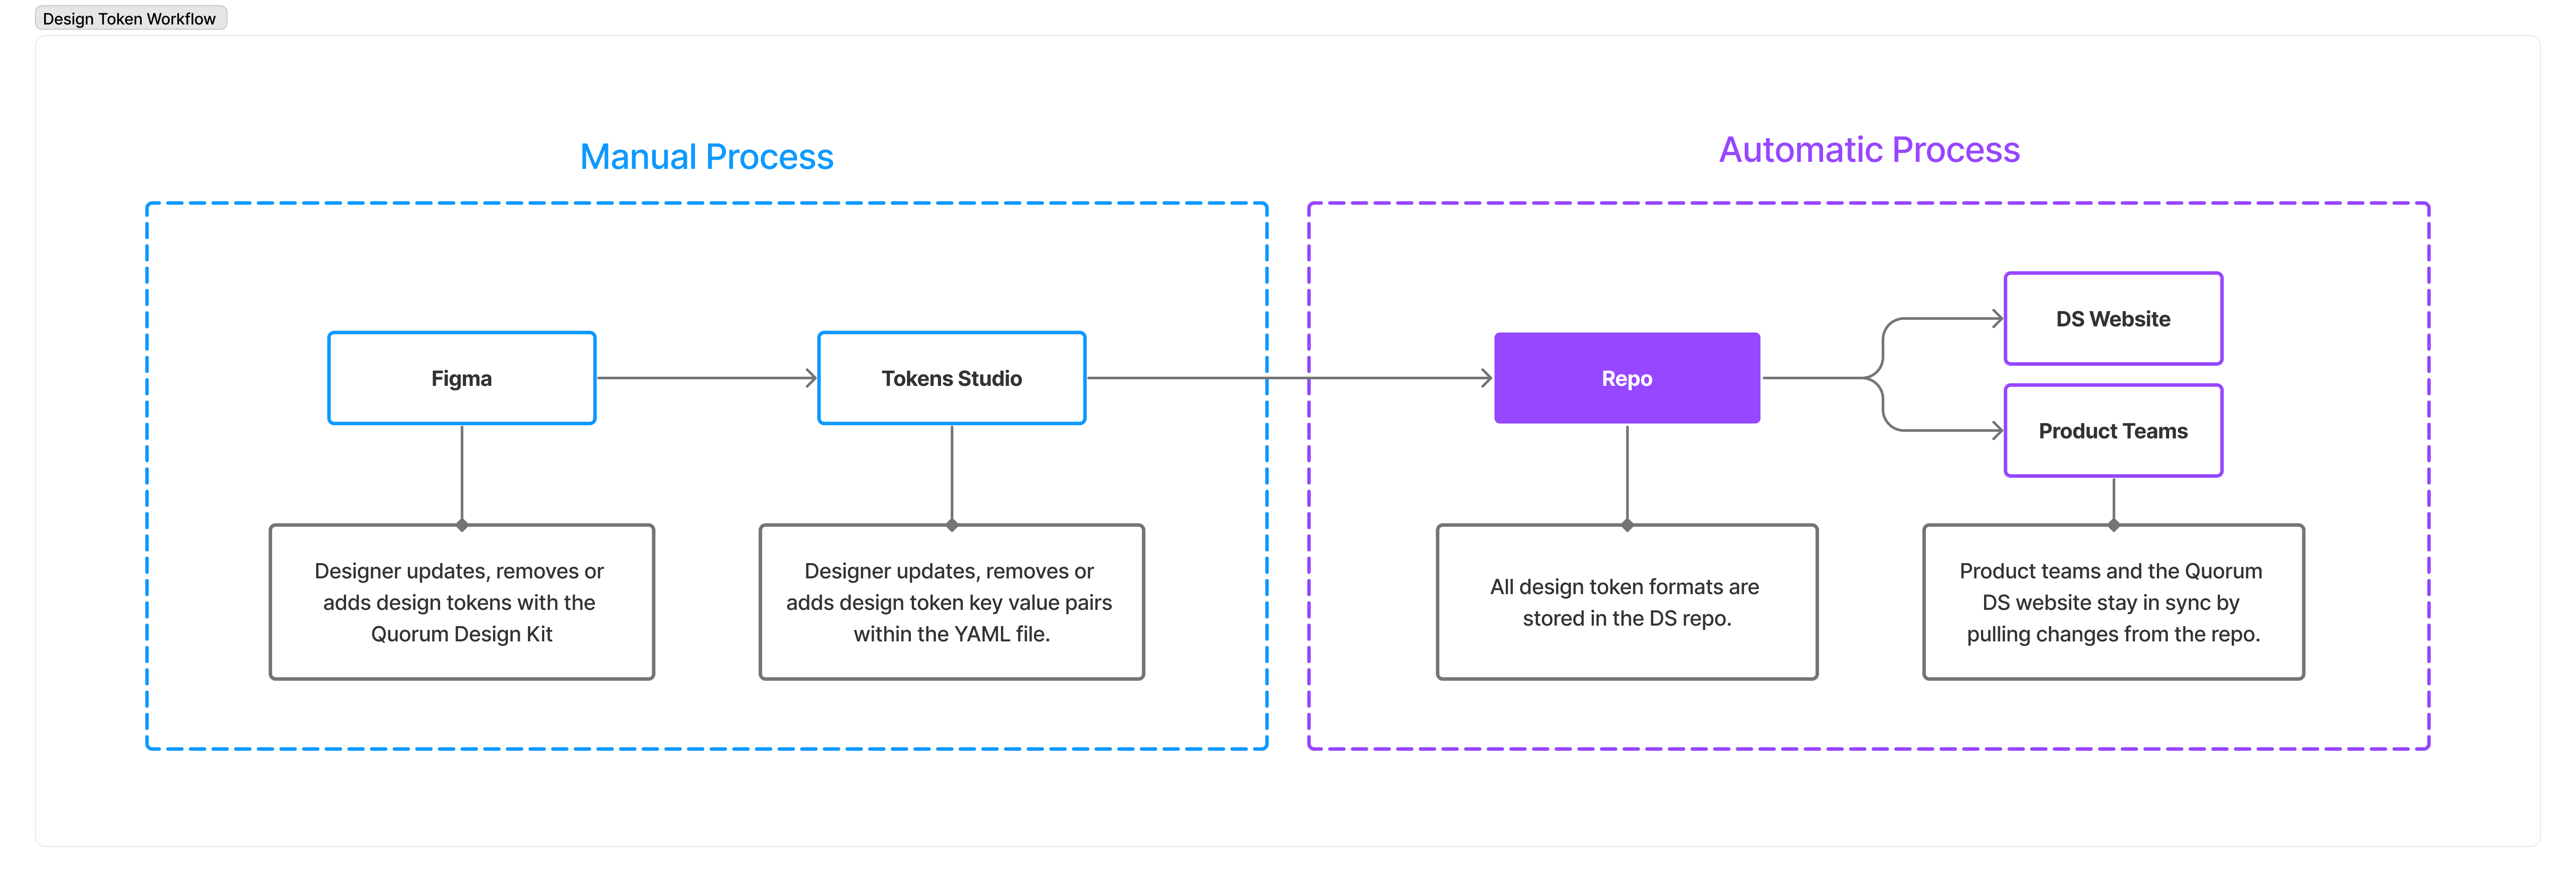 Design Token Workflow
Manual Process
Automatic Process
Figma
Tokens Studio
Repo
DS Website
Product Teams
Designer updates, removes or
adds design tokens with the
Quorum Design Kit
Designer updates, removes or
adds design token key value pairs
within the YAML file.
All design token formats are
stored in the DS repo.
Product teams and the Quorum
DS website stay in sync by
pulling changes from the repo.